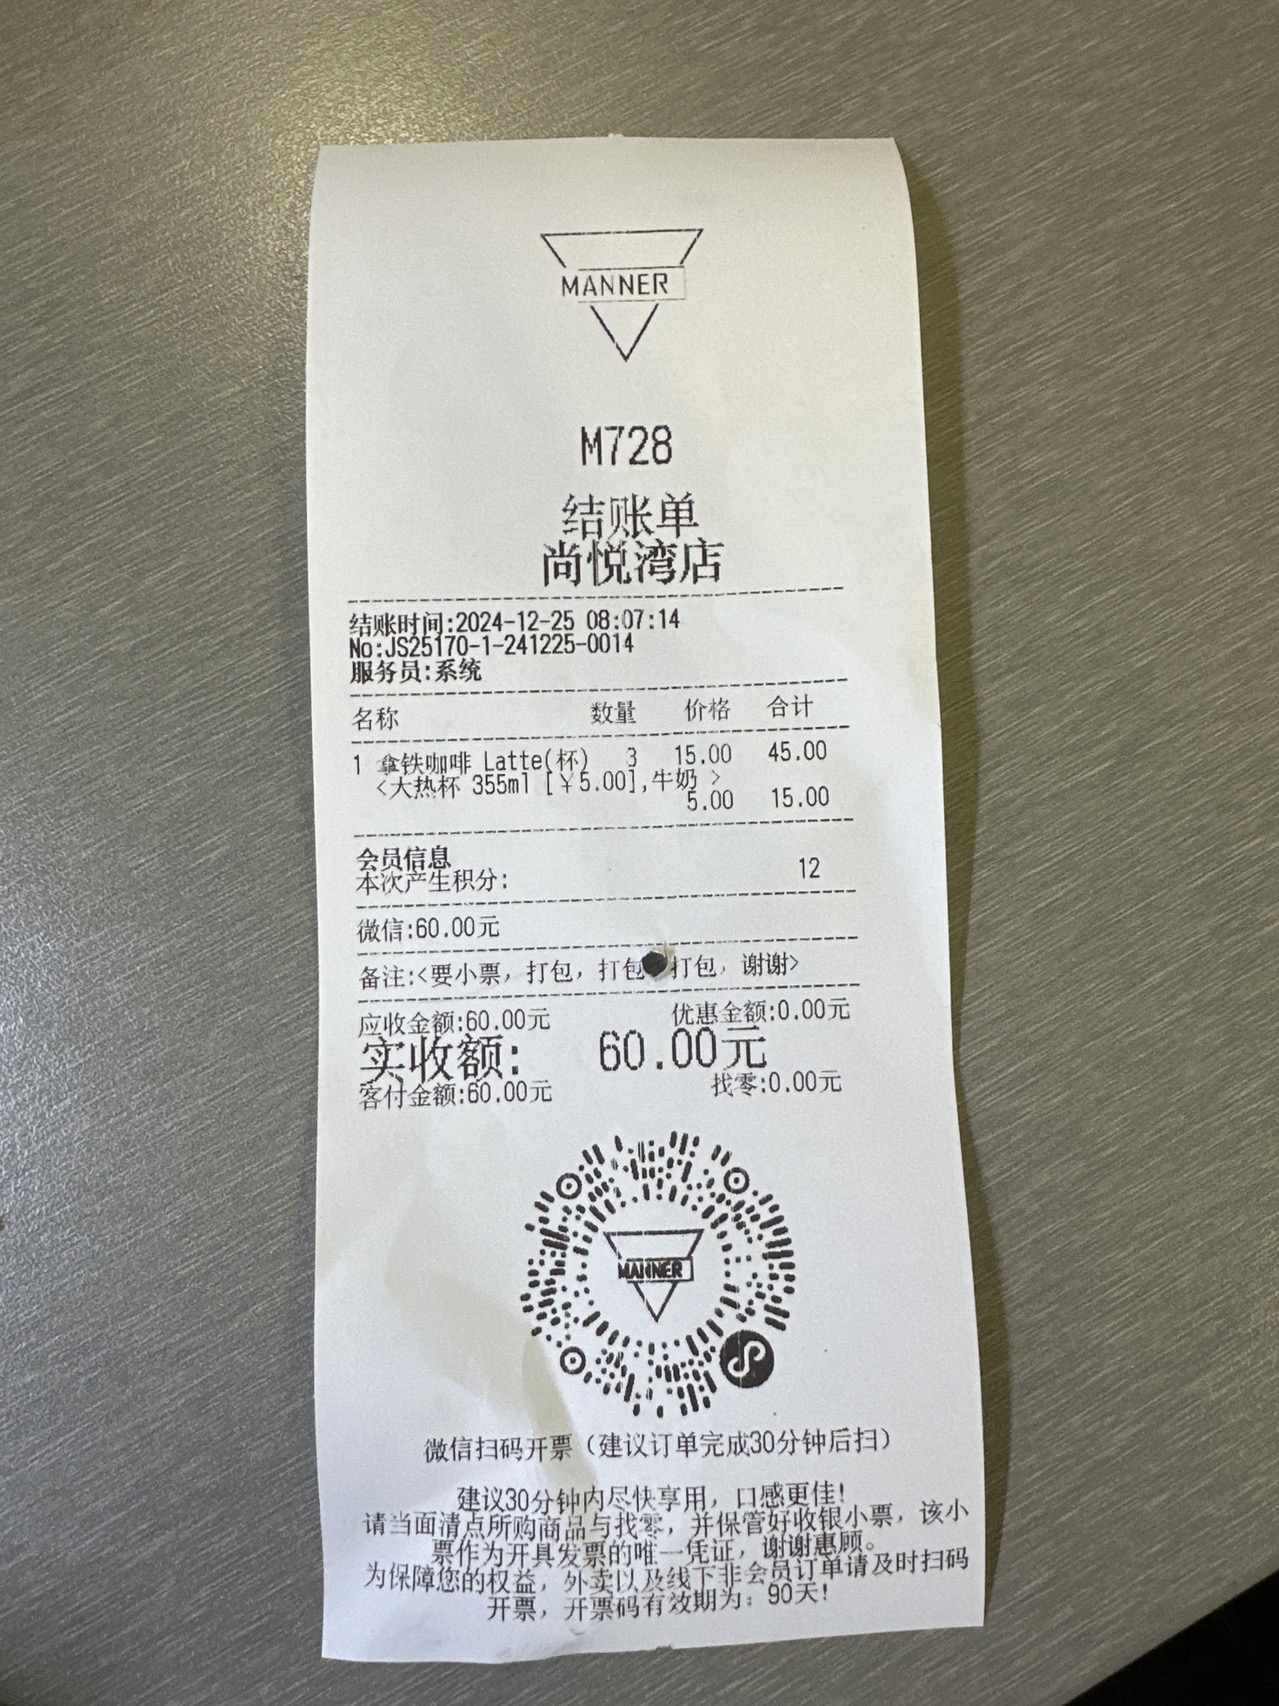 MANNER
M728
结账单
尚悦湾店
结账时间:2024-12-25 08:07:14
No:JS25170-1-241225-0014
服务员:系统
名称 数量 价格 合计
1 拿铁咖啡 Latte(杯) 3 15.00 45.00
<大热杯 355ml [￥5.00],牛奶 >
5.00 15.00
会员信息
本次产生积分: 12
微信:60.00元
备注:<要小票, 打包, 打包 打包, 谢谢>
应收金额:60.00元 优惠金额:0.00元
实收额: 60.00元
客付金额:60.00元 找零:0.00元
MANNER
微信扫码开票（建议订单完成30分钟后扫）
建议30分钟内尽快享用，口感更佳！
请当面清点所购商品与找零，并保管好收银小票，该小
票作为开具发票的唯一凭证，谢谢惠顾。
为保障您的权益，外卖以及线下非会员订单请及时扫码
开票，开票码有效期为：90天！